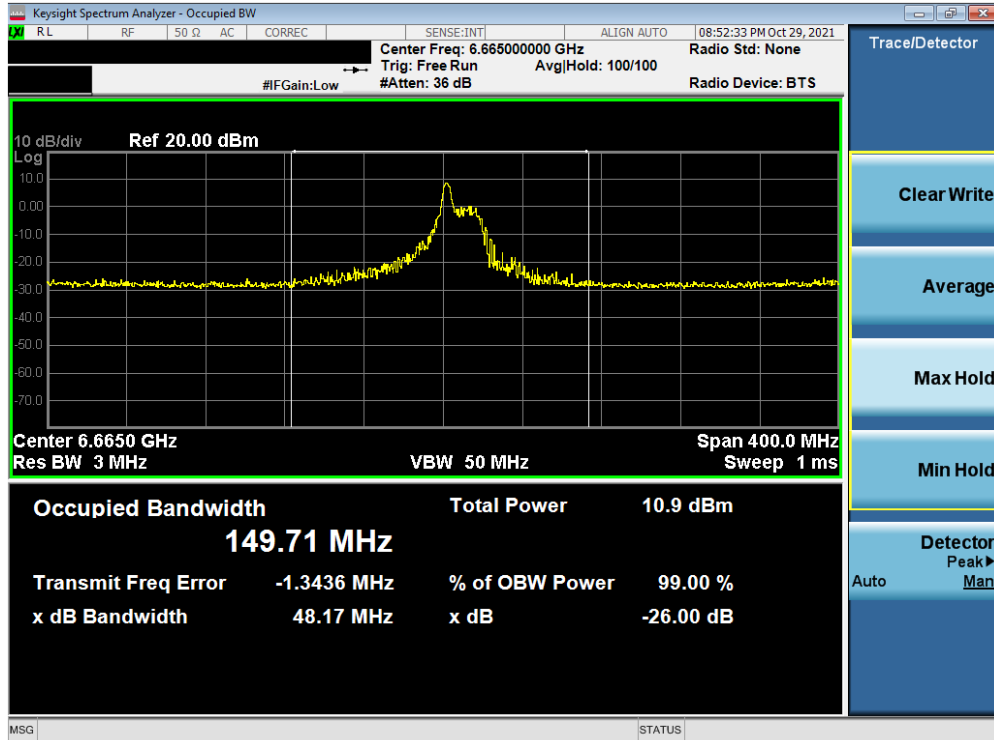 Keysight Spectrum Analyzer - Occupied BW
LXI RL RF 50 Ω AC CORREC SENSE:INT ALIGN AUTO 08:52:33 PM Oct 29, 2021
Center Freq: 6.665000000 GHz Radio Std: None
Trig: Free Run Avg|Hold: 100/100
#IFGain:Low #Atten: 36 dB Radio Device: BTS
10 dB/div Ref 20.00 dBm
Log
10.0
0.00
-10.0
-20.0
-30.0
-40.0
-50.0
-60.0
-70.0
Center 6.6650 GHz Span 400.0 MHz
Res BW 3 MHz VBW 50 MHz Sweep 1 ms
Occupied Bandwidth Total Power 10.9 dBm
149.71 MHz
Transmit Freq Error -1.3436 MHz % of OBW Power 99.00 %
x dB Bandwidth 48.17 MHz x dB -26.00 dB
MSG STATUS
Trace/Detector
Clear Write
Average
Max Hold
Min Hold
Detector
Peak▶
Auto Man